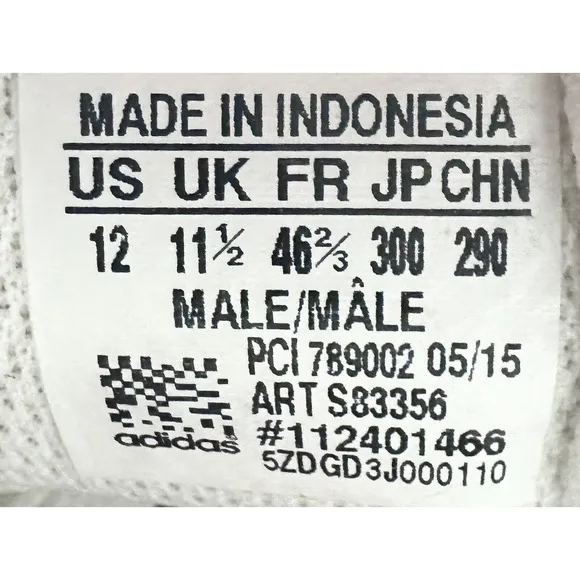 MADE IN INDONESIA
US UK FR JP CHN
12 11½ 46⅔ 300 290
MALE/MÂLE
PCI 789002 05/15
ART S83356
#112401466
adidas
5ZDGD3J000110